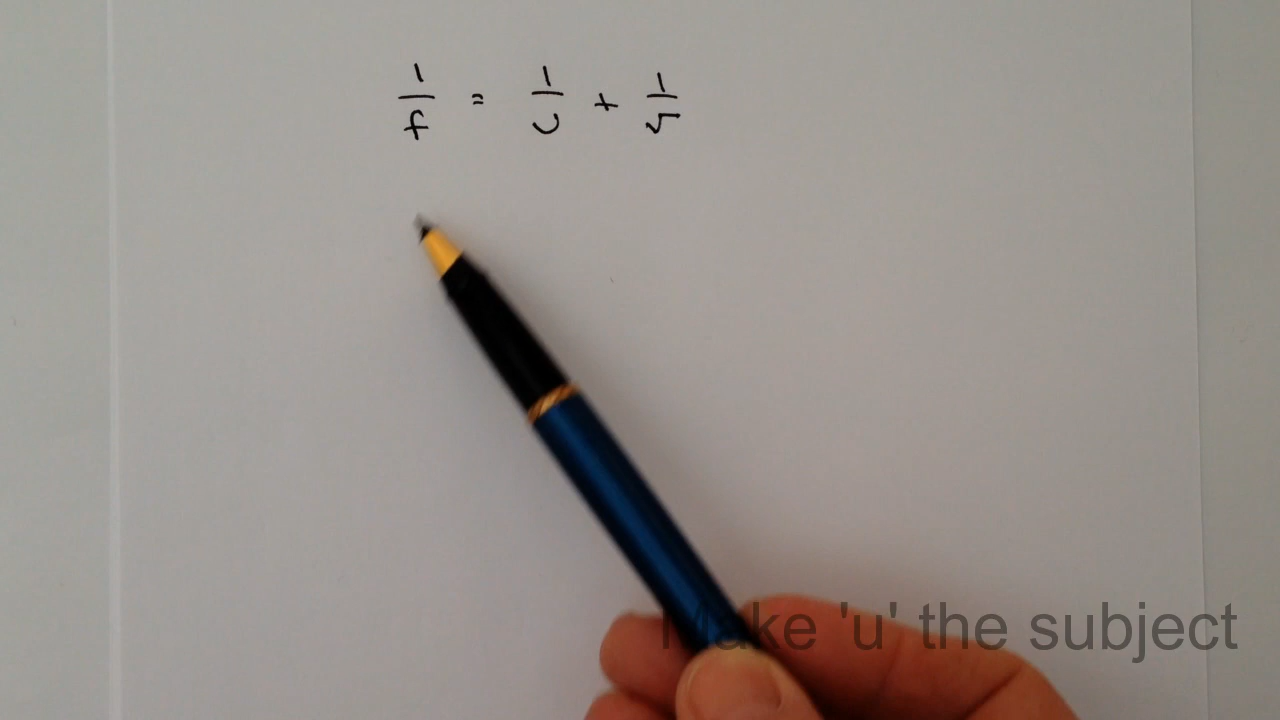 1/f = 1/u + 1/v
Make 'u' the subject